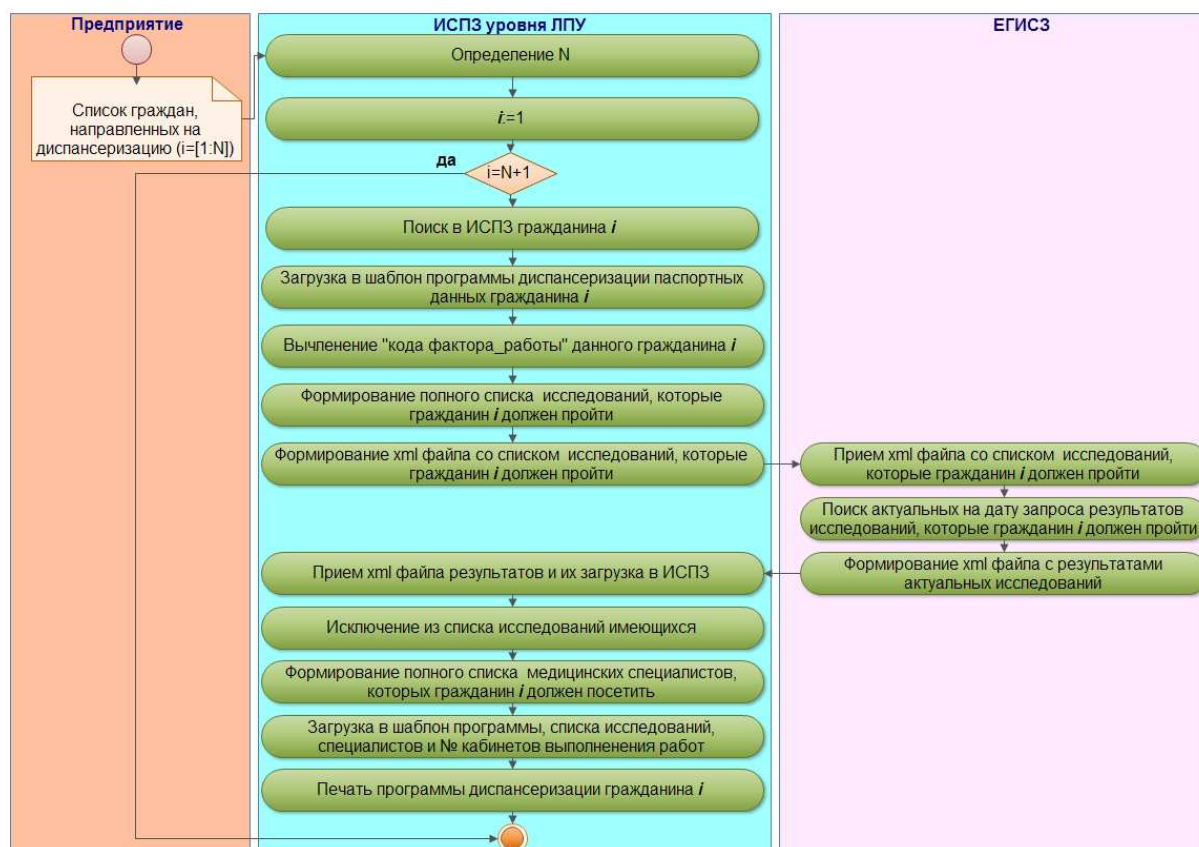 Предприятие
ИСПЗ уровня ЛПУ
ЕГИСЗ
Список граждан,
направленных на
диспансеризацию (i=[1:N])
Определение N
i:=1
да
i=N+1
Поиск в ИСПЗ гражданина i
Загрузка в шаблон программы диспансеризации паспортных
данных гражданина i
Вычленение "кода фактора_работы" данного гражданина i
Формирование полного списка исследований, которые
гражданин i должен пройти
Формирование xml файла со списком исследований, которые
гражданин i должен пройти
Прием xml файла со списком исследований,
которые гражданин i должен пройти
Поиск актуальных на дату запроса результатов
исследований, которые гражданин i должен пройти
Формирование xml файла с результатами
актуальных исследований
Прием xml файла результатов и их загрузка в ИСПЗ
Исключение из списка исследований имеющихся
Формирование полного списка медицинских специалистов,
которых гражданин i должен посетить
Загрузка в шаблон программы, списка исследований,
специалистов и № кабинетов выполненения работ
Печать программы диспансеризации гражданина i